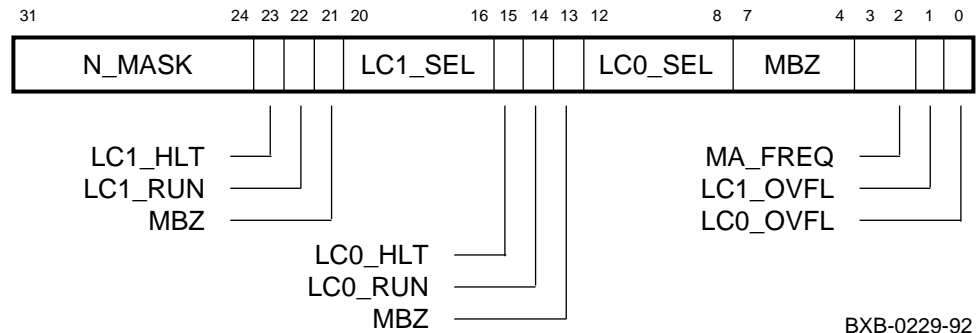 31 24 23 22 21 20 16 15 14 13 12 8 7 4 3 2 1 0
N_MASK LC1_SEL LC0_SEL MBZ
LC1_HLT MA_FREQ
LC1_RUN LC1_OVFL
MBZ LC0_OVFL
LC0_HLT
LC0_RUN
MBZ
BXB-0229-92